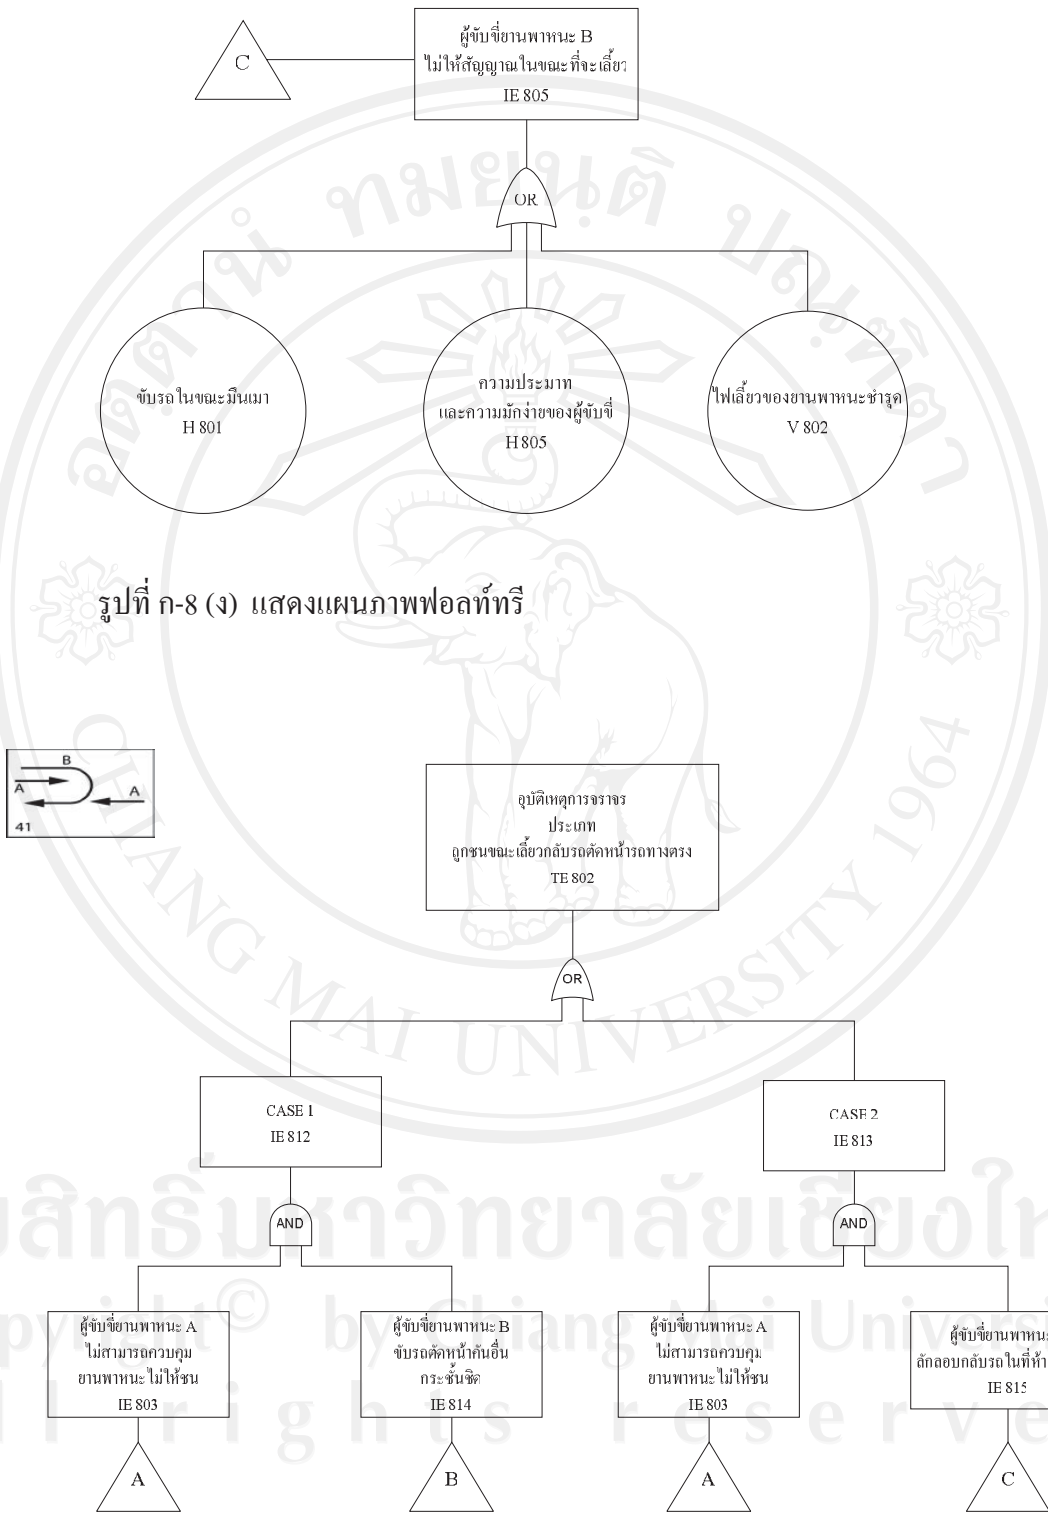 C
ผู้ขับขี่ยานพาหนะ B
ไม่ให้สัญญาณในขณะที่จะเลี้ยว
IE 805
OR
ขับรถในขณะมึนเมา
H 801
ความประมาท
และความมักง่ายของผู้ขับขี่
H 805
ไฟเลี้ยวของยานพาหนะชำรุด
V 802
รูปที่ ก-8 (ง) แสดงแผนภาพฟอลท์ทรี
B
A
A
41
อุบัติเหตุการจราจร
ประเภท
ถูกชนขณะเลี้ยวกลับรถตัดหน้ารถทางตรง
TE 802
OR
CASE 1
IE 812
CASE 2
IE 813
AND
AND
ผู้ขับขี่ยานพาหนะ A
ไม่สามารถควบคุม
ยานพาหนะไม่ให้ชน
IE 803
ผู้ขับขี่ยานพาหนะ B
ขับรถตัดหน้าคันอื่น
กระชั้นชิด
IE 814
ผู้ขับขี่ยานพาหนะ A
ไม่สามารถควบคุม
ยานพาหนะไม่ให้ชน
IE 803
ผู้ขับขี่ยานพาหนะ
ลักลอบกลับรถในที่ห้า
IE 815
A
B
A
C
CHIANG MAI UNIVERSITY 1964
Copyright© by Chiang Mai University
All rights reserved